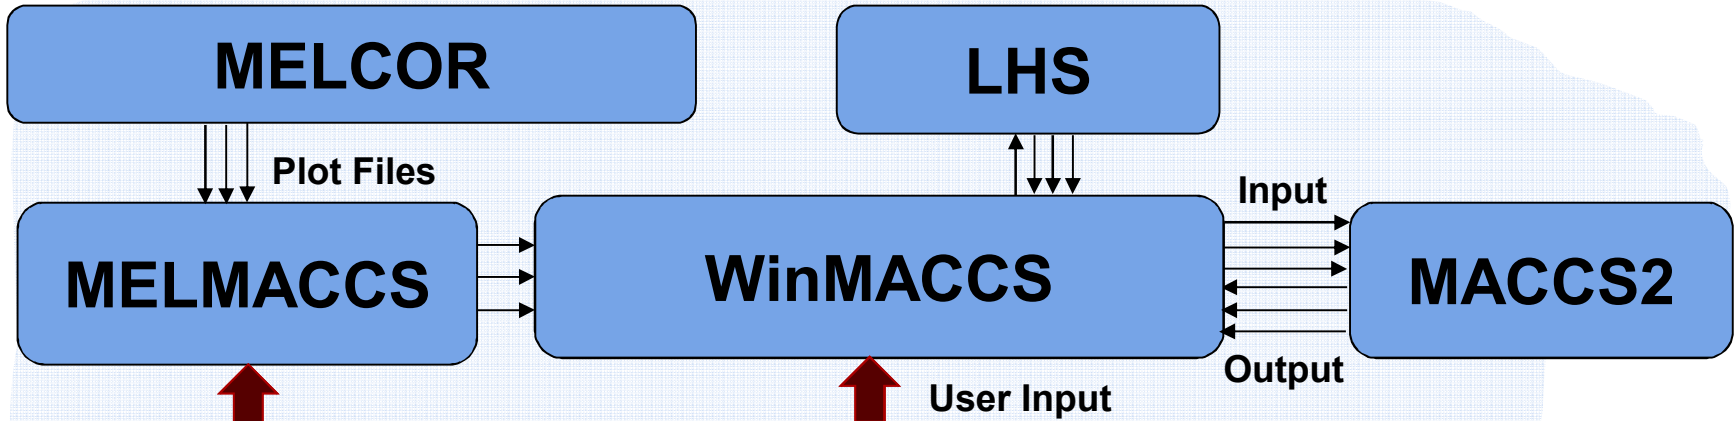 MELCOR
LHS
Plot Files
Input
MELMACCS
WinMACCS
MACCS2
Output
User Input